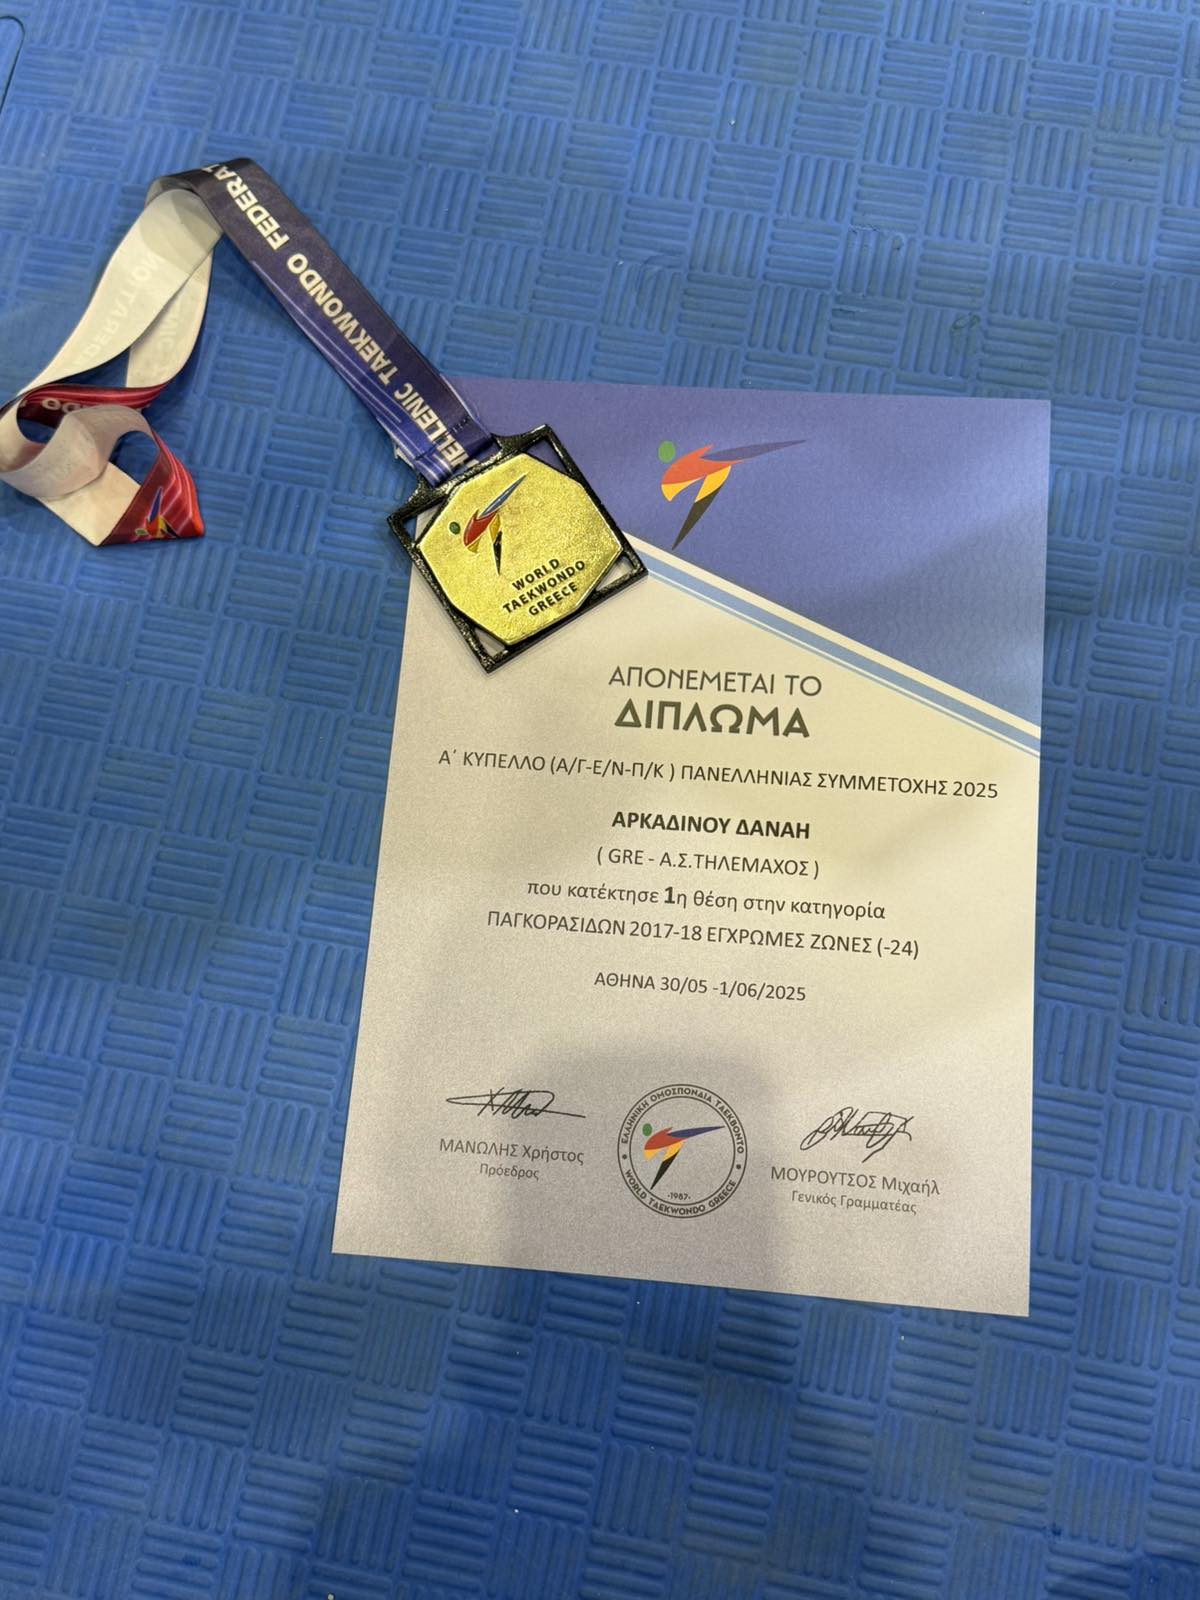 HELLENIC TAEKWONDO FEDERAT
WORLD
TAEKWONDO
GREECE
ΑΠΟΝΕΜΕΤΑΙ ΤΟ
ΔΙΠΛΩΜΑ
Α΄ ΚΥΠΕΛΛΟ (Α/Γ-Ε/Ν-Π/Κ ) ΠΑΝΕΛΛΗΝΙΑΣ ΣΥΜΜΕΤΟΧΗΣ 2025
ΑΡΚΑΔΙΝΟΥ ΔΑΝΑΗ
( GRE - Α.Σ.ΤΗΛΕΜΑΧΟΣ )
που κατέκτησε 1η θέση στην κατηγορία
ΠΑΓΚΟΡΑΣΙΔΩΝ 2017-18 ΕΓΧΡΩΜΕΣ ΖΩΝΕΣ (-24)
ΑΘΗΝΑ 30/05 -1/06/2025
ΜΑΝΩΛΗΣ Χρήστος
Πρόεδρος
ΕΛΛΗΝΙΚΗ ΟΜΟΣΠΟΝΔΙΑ ΤΑΕΚΒΟΝΤΟ
·1987·
WORLD TAEKWONDO GREECE
ΜΟΥΡΟΥΤΣΟΣ Μιχαήλ
Γενικός Γραμματέας